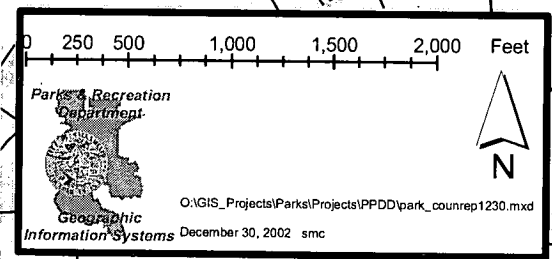 0 250 500 1,000 1,500 2,000 Feet
Parks & Recreation
Department
N
O:\GIS_Projects\Parks\Projects\PPDD\park_counrep1230.mxd
Geographic
Information Systems December 30, 2002 smc